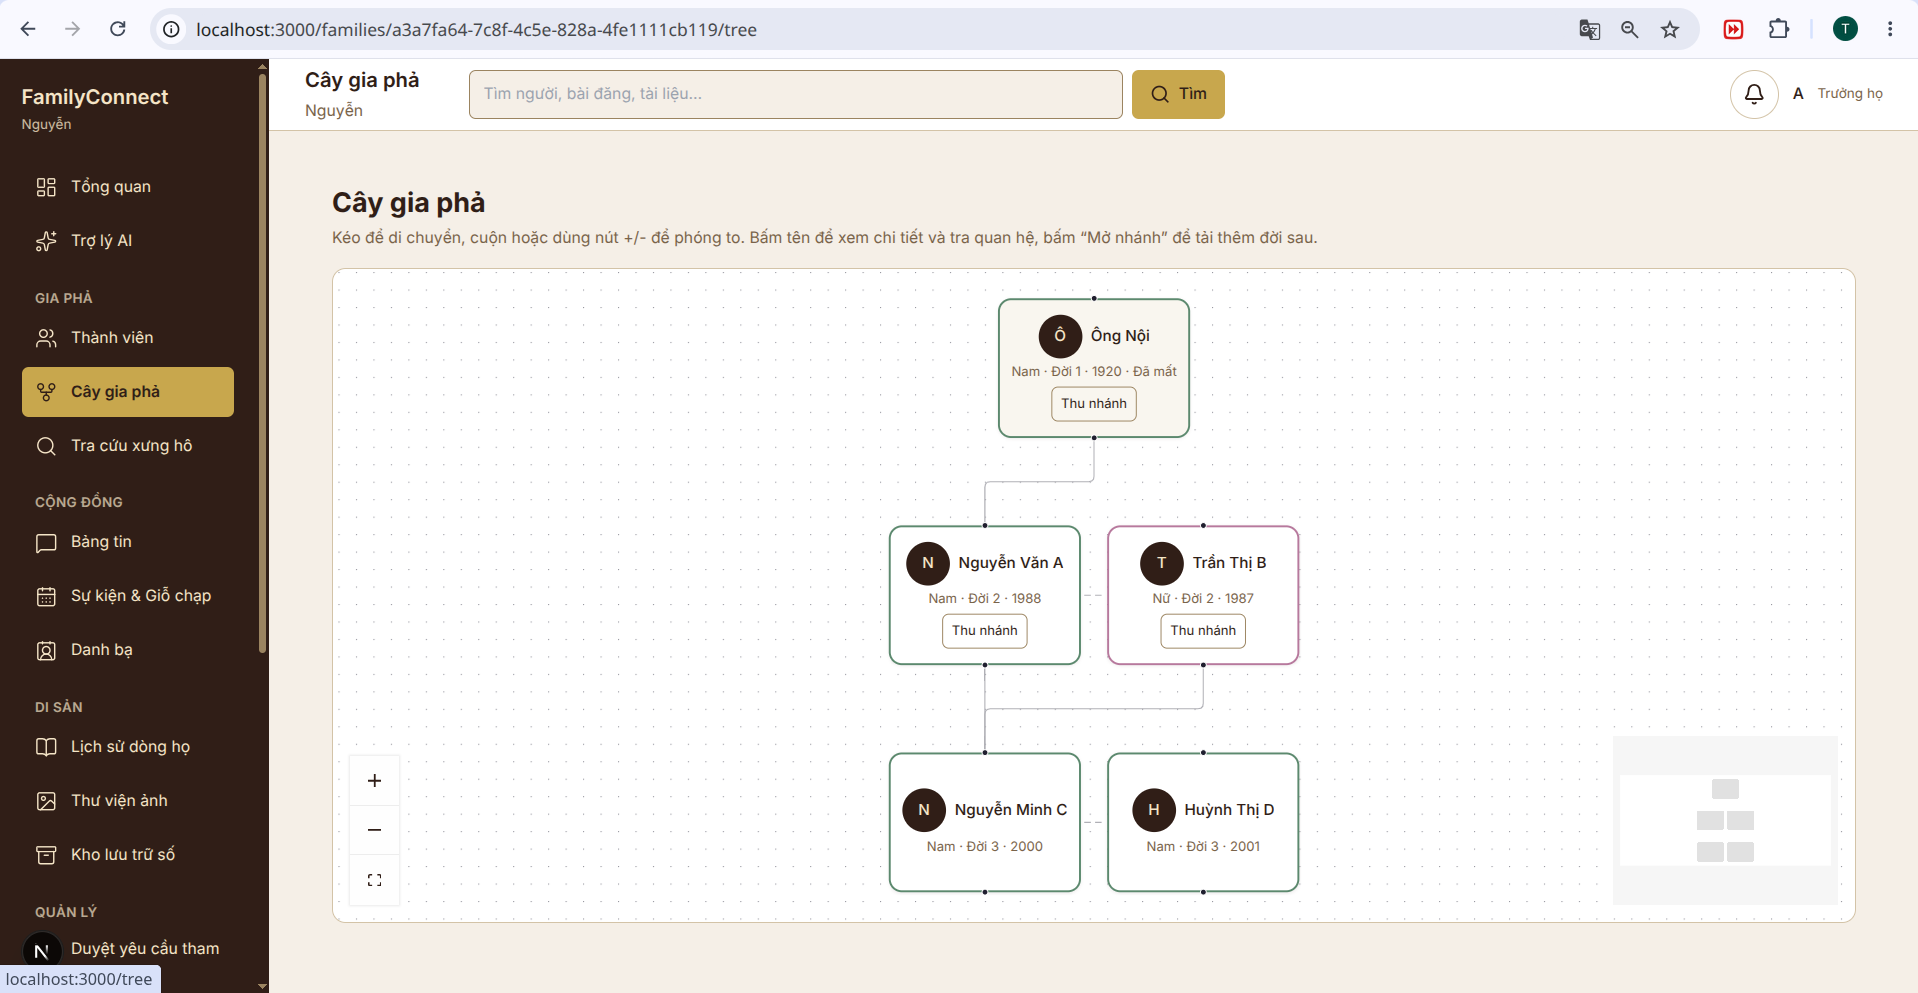 localhost:3000/families/a3a7fa64-7c8f-4c5e-828a-4fe1111cb119/tree
T
FamilyConnect
Nguyễn
Tổng quan
Trợ lý AI
GIA PHẢ
Thành viên
Cây gia phả
Tra cứu xưng hô
CỘNG ĐỒNG
Bảng tin
Sự kiện & Giỗ chạp
Danh bạ
DI SẢN
Lịch sử dòng họ
Thư viện ảnh
Kho lưu trữ số
QUẢN LÝ
N
Duyệt yêu cầu tham
localhost:3000/tree
Cây gia phả
Nguyễn
Tìm người, bài đăng, tài liệu...
Tìm
A
Trưởng họ
Cây gia phả
Kéo để di chuyển, cuộn hoặc dùng nút +/- để phóng to. Bấm tên để xem chi tiết và tra quan hệ, bấm “Mở nhánh” để tải thêm đời sau.
Ô Ông Nội
Nam · Đời 1 · 1920 · Đã mất
Thu nhánh
N Nguyễn Văn A
Nam · Đời 2 · 1988
Thu nhánh
T Trần Thị B
Nữ · Đời 2 · 1987
Thu nhánh
N Nguyễn Minh C
Nam · Đời 3 · 2000
H Huỳnh Thị D
Nam · Đời 3 · 2001